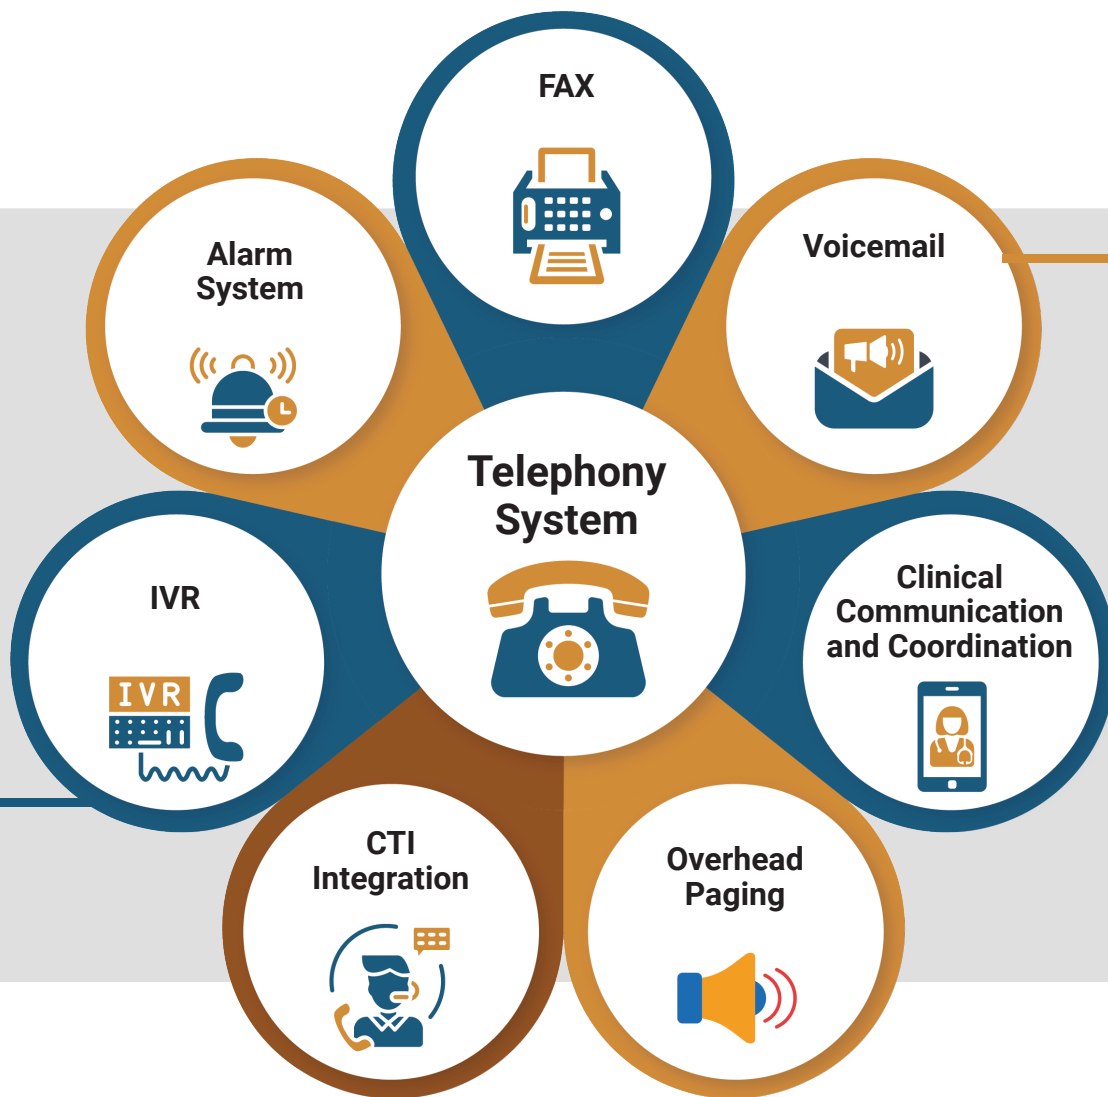 FAX
Voicemail
Clinical
Communication
and Coordination
Overhead
Paging
CTI
Integration
IVR
IVR
Alarm
System
Telephony
System